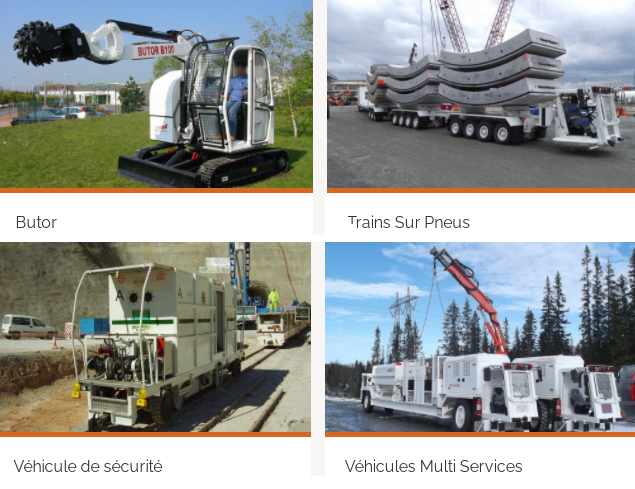 BUTOR B100
Butor
Trains Sur Pneus
A
Véhicule de sécurité
Véhicules Multi Services